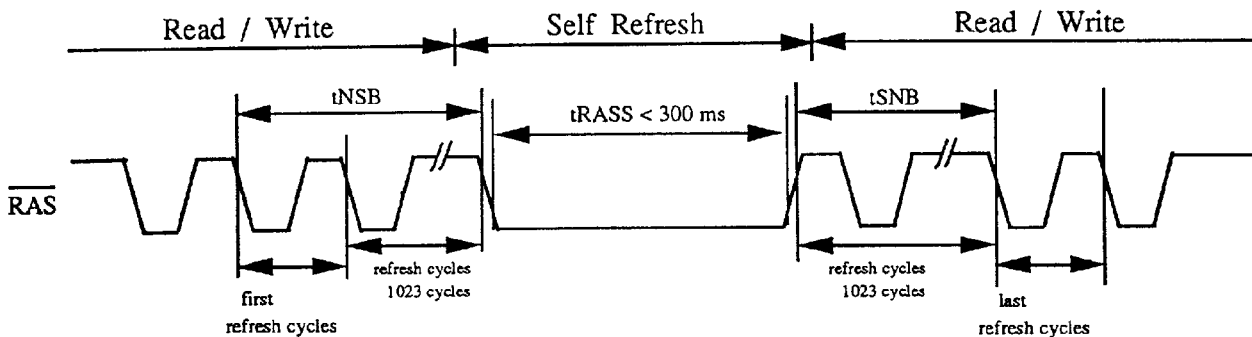 Read / Write
Self Refresh
Read / Write
tNSB
tRASS < 300 ms
tSNB
RAS
refresh cycles
1023 cycles
first
refresh cycles
refresh cycles
1023 cycles
last
refresh cycles